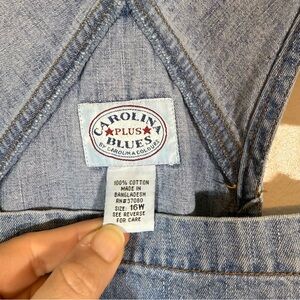 CAROLINA
PLUS
BLUES
BY CAROLINA COLOURS
100% COTTON
MADE IN
BANGLADESH
RN#37080
SIZE: 16W
SEE REVERSE
FOR CARE